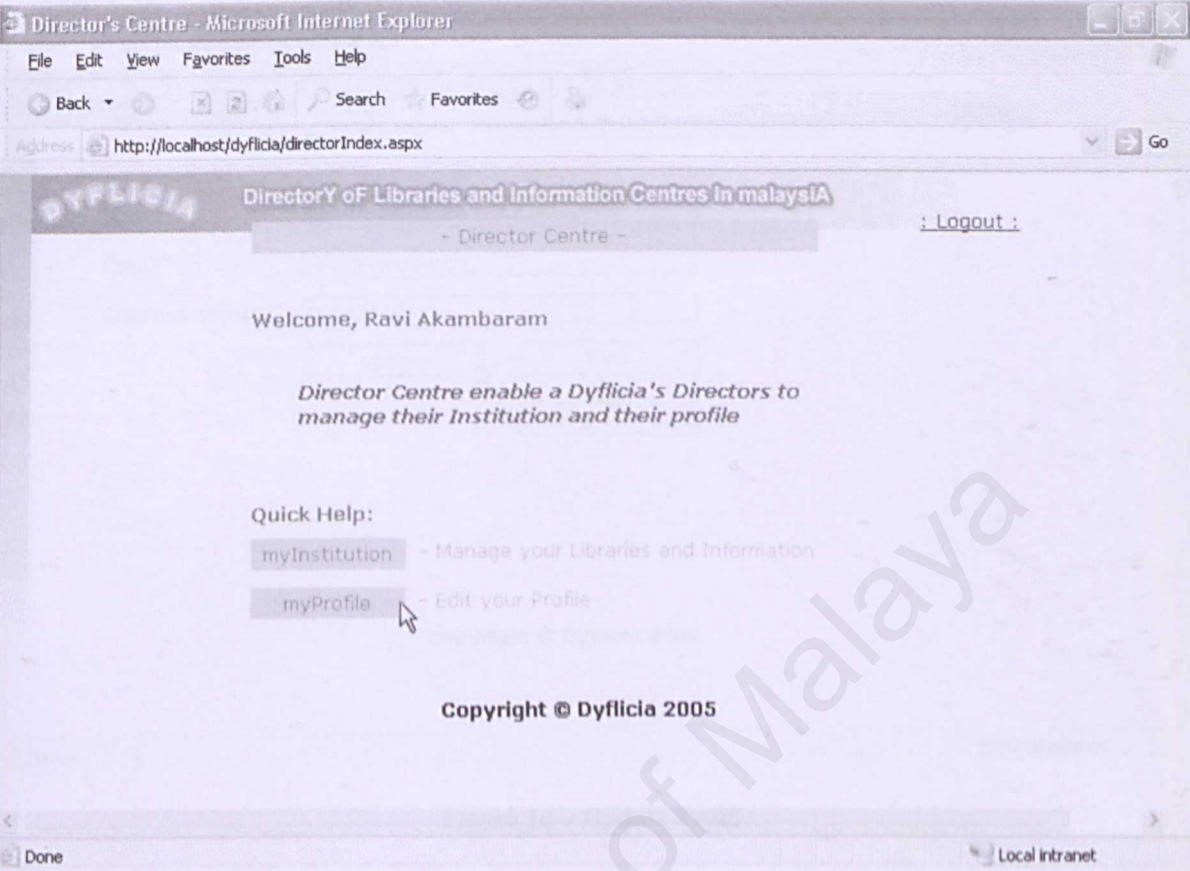 Director's Centre - Microsoft Internet Explorer
File Edit View Favorites Tools Help
Back Search Favorites
Address http://localhost/dyflicia/directorIndex.aspx Go
DYFLICIA DirectorY oF Libraries and Information Centres In malaysiA
- Director Centre -
: Logout :
Welcome, Ravi Akambaram
Director Centre enable a Dyflicia's Directors to
manage their Institution and their profile
Quick Help:
myInstitution - Manage your Libraries and Information
myProfile - Edit your Profile
Copyright © Dyflicia 2005
Done Local intranet
of Malaya